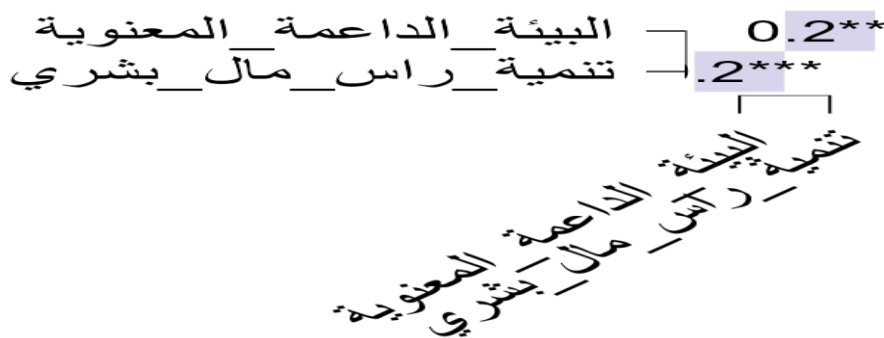 البيئة_الداعمة_المعنوية 0.2**
تنمية_راس_مال_بشري .2***
البيئة_الداعمة_المعنوية
تنمية_راس_مال_بشري